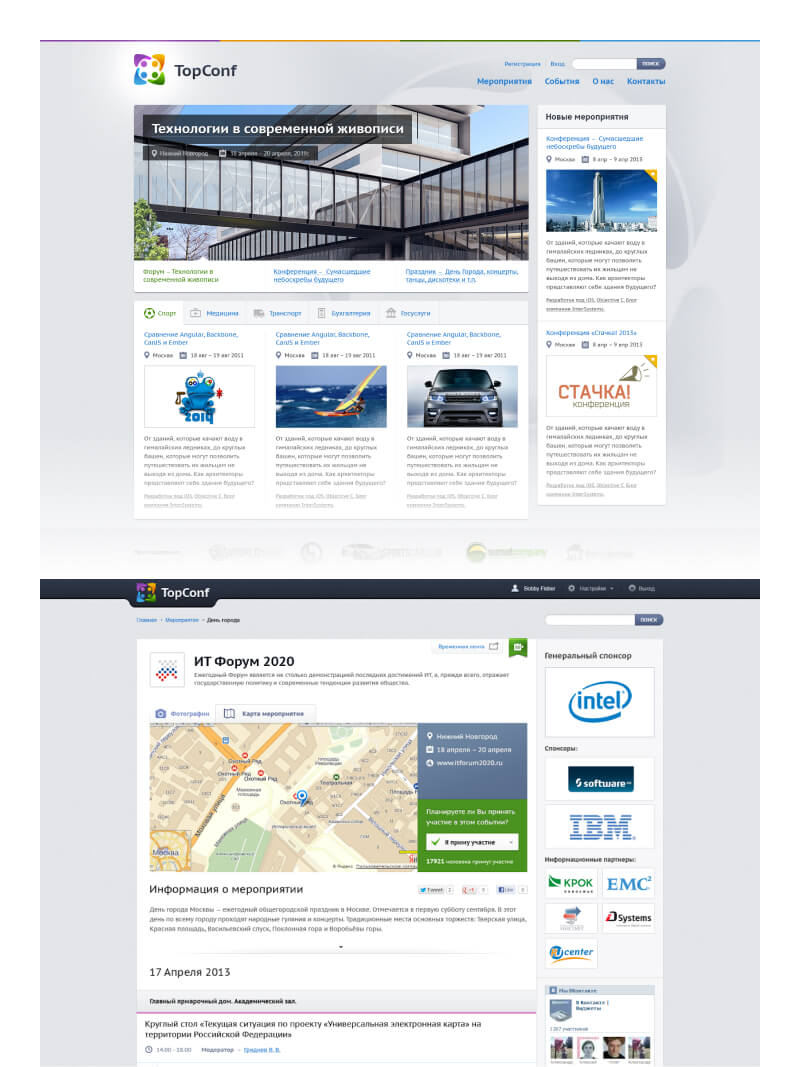 TopConf
Регистрация
Вход
ПОИСК
Мероприятия
События
О нас
Контакты
Технологии в современной живописи
Нижний Новгород
18 апреля – 20 апреля, 2019г.
Форум – Технологии в
современной живописи
Конференция – Сумасшедшие
небоскребы будущего
Праздник – День Города, концерты,
танцы, дискотеки и т.п.
Новые мероприятия
Конференция – Сумасшедшие
небоскребы будущего
Москва
8 апр – 9 апр 2013
От зданий, которые качают воду в
гималайских ледниках, до круглых
башен, которые могут позволить
путешествовать их жильцам не
выходя из дома. Как архитекторы
представляют себе здания будущего?
Разработка под iOS, Objective C, Блог
компании InterSystems.
Конференция «Стачка! 2013»
Москва
8 апр – 9 апр 2013
СТАЧКА!
конференция
От зданий, которые качают воду в
гималайских ледниках, до круглых
башен, которые могут позволить
путешествовать их жильцам не
выходя из дома. Как архитекторы
представляют себе здания будущего?
Разработка под iOS, Objective C, Блог
компании InterSystems.
Спорт
Медицина
Транспорт
Бухгалтерия
Госуслуги
Сравнение Angular, Backbone,
CanJS и Ember
Москва
18 авг – 19 авг 2011
От зданий, которые качают воду в
гималайских ледниках, до круглых
башен, которые могут позволить
путешествовать их жильцам не
выходя из дома. Как архитекторы
представляют себе здания будущего?
Разработка под iOS, Objective C, Блог
компании InterSystems.
Сравнение Angular, Backbone,
CanJS и Ember
Москва
18 авг – 19 авг 2011
От зданий, которые качают воду в
гималайских ледниках, до круглых
башен, которые могут позволить
путешествовать их жильцам не
выходя из дома. Как архитекторы
представляют себе здания будущего?
Разработка под iOS, Objective C, Блог
компании InterSystems.
Сравнение Angular, Backbone,
CanJS и Ember
Москва
18 авг – 19 авг 2011
От зданий, которые качают воду в
гималайских ледниках, до круглых
башен, которые могут позволить
путешествовать их жильцам не
выходя из дома. Как архитекторы
представляют себе здания будущего?
Разработка под iOS, Objective C, Блог
компании InterSystems.
TopConf
Bobby Fisher
Настройки
Выход
Главная
Мероприятия
День города
ПОИСК
Временная лента
ИТ Форум 2020
Ежегодный Форум является не столько демонстрацией последних достижений ИТ, а, прежде всего, отражает
государственную политику и современные тенденции развития общества.
Фотографии
Карта мероприятия
Охотный Ряд
Театральная
Москва
Нижний Новгород
18 апреля – 20 апреля
www.itforum2020.ru
Планируете ли Вы принять
участие в этом событии?
Я приму участие
17921 человека примут участие
Информация о мероприятии
Tweet 2
+1 0
Like 0
День города Москвы — ежегодный общегородской праздник в Москве. Отмечается в первую субботу сентября. В этот
день по всему городу проходят народные гуляния и концерты. Традиционные места основных торжеств: Тверская улица,
Красная площадь, Васильевский спуск, Поклонная гора и Воробьёвы горы.
17 Апреля 2013
Главный ярмарочный дом. Академический зал.
Круглый стол «Текущая ситуация по проекту «Универсальная электронная карта» на
территории Российской Федерации»
14.00 - 18.00
Модератор – Гриднев В. В.
Генеральный спонсор
intel
Спонсоры:
software
IBM
Информационные партнеры:
КРОК
EMC²
iDSystems
center
Мы ВКонтакте
В Контакте |
Виджеты
1 267 участников